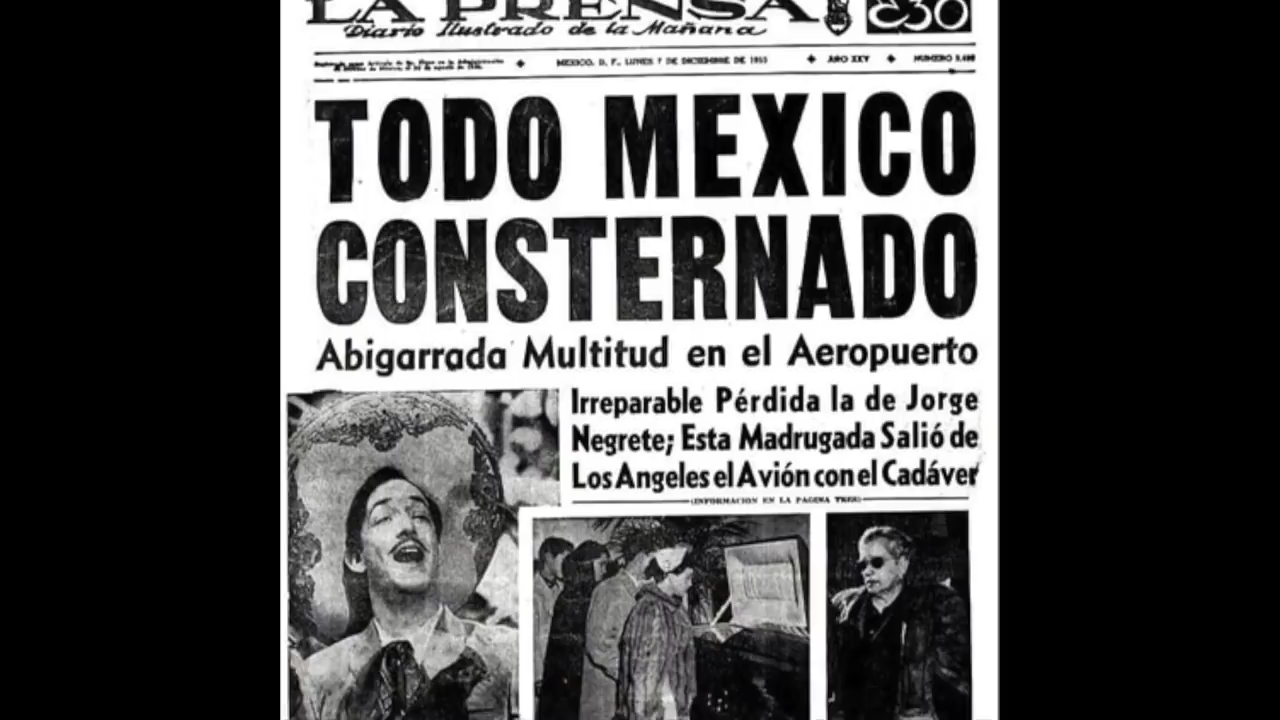 LA PRENSA
Diario Ilustrado de la Mañana
C30
MEXICO, D. F., LUNES 7 DE DICIEMBRE DE 1953
AÑO XXV
NUMERO
TODO MEXICO
CONSTERNADO
Abigarrada Multitud en el Aeropuerto
Irreparable Pérdida la de Jorge
Negrete; Esta Madrugada Salió de
Los Angeles el Avión con el Cadáver
(INFORMACION EN LA PAGINA TRES)